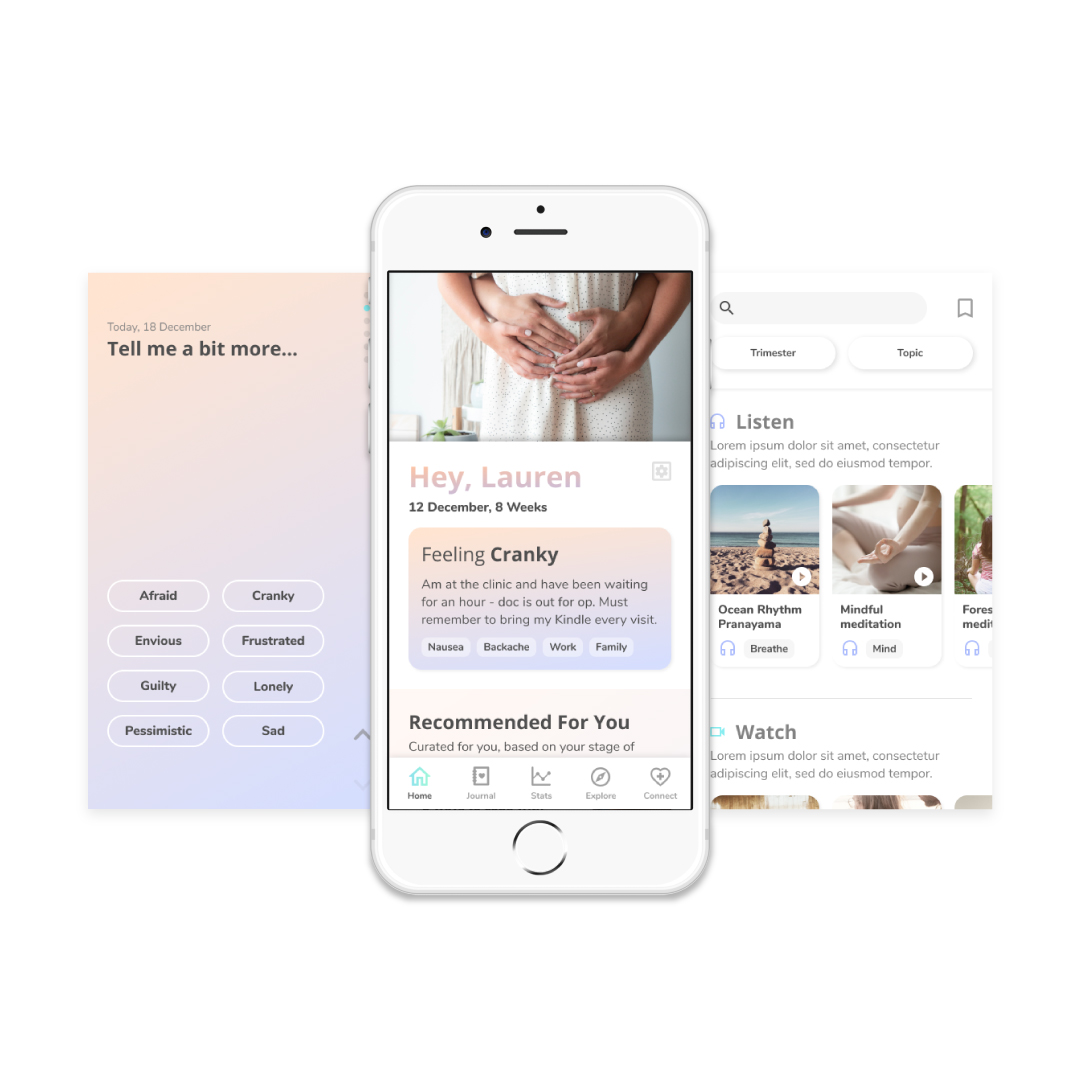 Today, 18 December
Tell me a bit more...
Afraid
Cranky
Envious
Frustrated
Guilty
Lonely
Pessimistic
Sad
Hey, Lauren
12 December, 8 Weeks
Feeling Cranky
Am at the clinic and have been waiting
for an hour - doc is out for op. Must
remember to bring my Kindle every visit.
Nausea
Backache
Work
Family
Recommended For You
Curated for you, based on your stage of
Home
Journal
Stats
Explore
Connect
Trimester
Topic
Listen
Lorem ipsum dolor sit amet, consectetur
adipiscing elit, sed do eiusmod tempor.
Ocean Rhythm
Pranayama
Breathe
Mindful
meditation
Mind
Watch
Lorem ipsum dolor sit amet, consectetur
adipiscing elit, sed do eiusmod tempor.